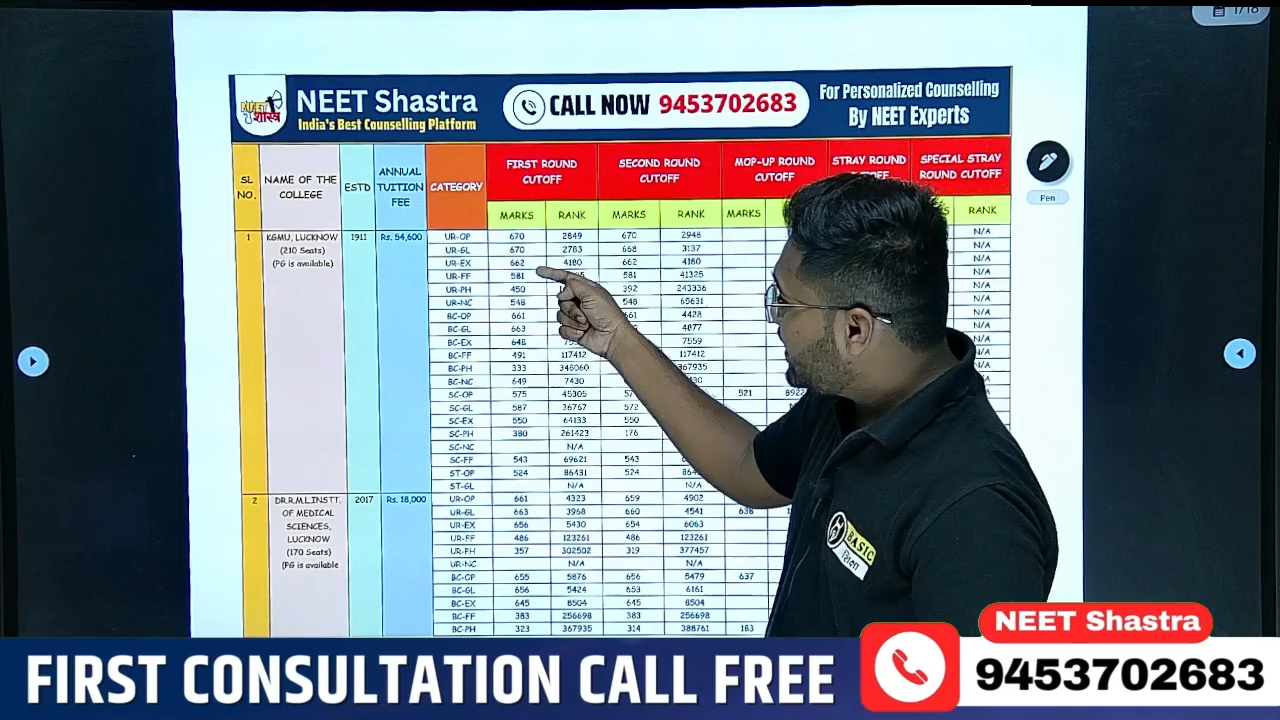 1/18
NEET शास्त्र
NEET Shastra
India's Best Counselling Platform
CALL NOW 9453702683
For Personalized Counselling
By NEET Experts
Pen
SL NO. NAME OF THE COLLEGE ESTD ANNUAL TUITION FEE CATEGORY FIRST ROUND CUTOFF SECOND ROUND CUTOFF MOP-UP ROUND CUTOFF STRAY ROUND SPECIAL STRAY ROUND CUTOFF
MARKS RANK MARKS RANK MARKS RANK
1 KGMU, LUCKNOW (210 Seats) (PG is available) 1911 Rs. 54,600 UR-OP 670 2849 670 2948 N/A
UR-GL 670 2783 668 3137 N/A
UR-EX 662 4180 662 4180 N/A
UR-FF 581 581 41325 N/A
UR-PH 450 392 243336 N/A
UR-NC 548 548 65631 N/A
BC-OP 661 4428 N/A
BC-GL 663 4877 N/A
BC-EX 648 7559 N/A
BC-FF 491 117412 117412
BC-PH 333 348060 367935
BC-NC 649 7430
SC-OP 575 45305 521
SC-GL 587 36767 572
SC-EX 550 64133 550
SC-PH 380 261423 176
SC-NC N/A
SC-FF 543 69621 543
ST-OP 524 86431 524
ST-GL N/A
2 DR.R.M.L.INSTT. OF MEDICAL SCIENCES, LUCKNOW (170 Seats) (PG is available 2017 Rs. 18,000 UR-OP 661 4323 659 4902
UR-GL 663 3968 660 4541 638
UR-EX 656 5430 654 6063
UR-FF 486 123261 486 123261
UR-PH 357 302502 319 377457
UR-NC N/A N/A
BC-OP 655 5876 656 5479 637
BC-GL 656 5424 653 6161
BC-EX 645 8504 645 8504
BC-FF 383 256698 383 256698
BC-PH 323 367935 314 388761 183
BASIC
शिक्षा
NEET Shastra
FIRST CONSULTATION CALL FREE
9453702683